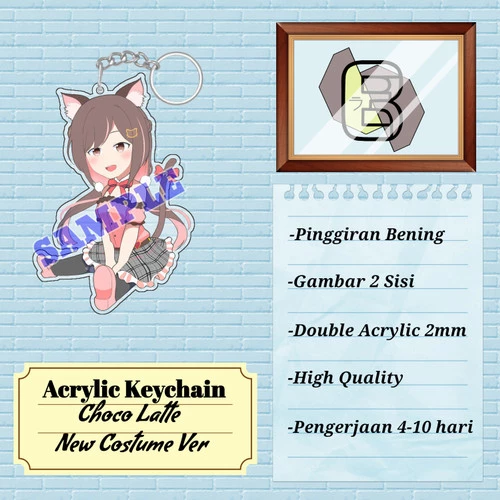 SAMPLE
B
-Pinggiran Bening
-Gambar 2 Sisi
-Double Acrylic 2mm
-High Quality
-Pengerjaan 4-10 hari
Acrylic Keychain
Choco Latte
New Costume Ver